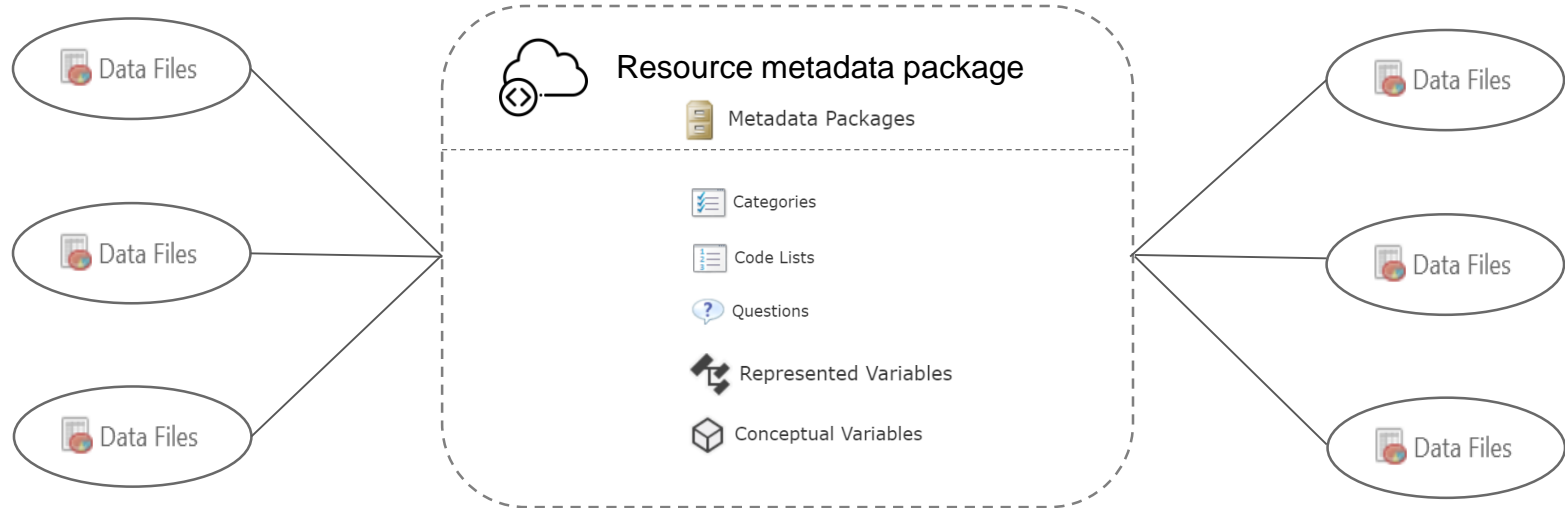 Data Files
Data Files
Data Files
Resource metadata package
Metadata Packages
Categories
Code Lists
Questions
Represented Variables
Conceptual Variables
Data Files
Data Files
Data Files